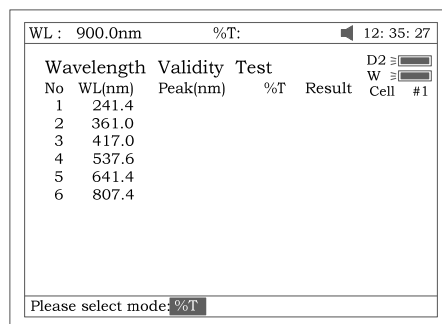 WL: 900.0nm %T: 12: 35: 27
Wavelength Validity Test D2
W
No WL(nm) Peak(nm) %T Result Cell #1
1 241.4
2 361.0
3 417.0
4 537.6
5 641.4
6 807.4
Please select mode: %T